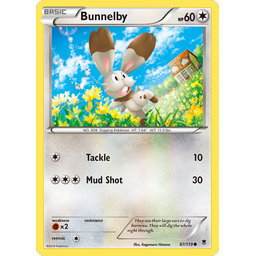 BASIC
Bunnelby
HP60
NO. 659 Digging Pokémon HT: 1'04" WT: 11.0 lbs
Tackle 10
Mud Shot 30
weakness resistance
×2
They use their large ears to dig
burrows. They will dig the whole
night through.
retreat
Illus. Kagemaru Himeno
87/119